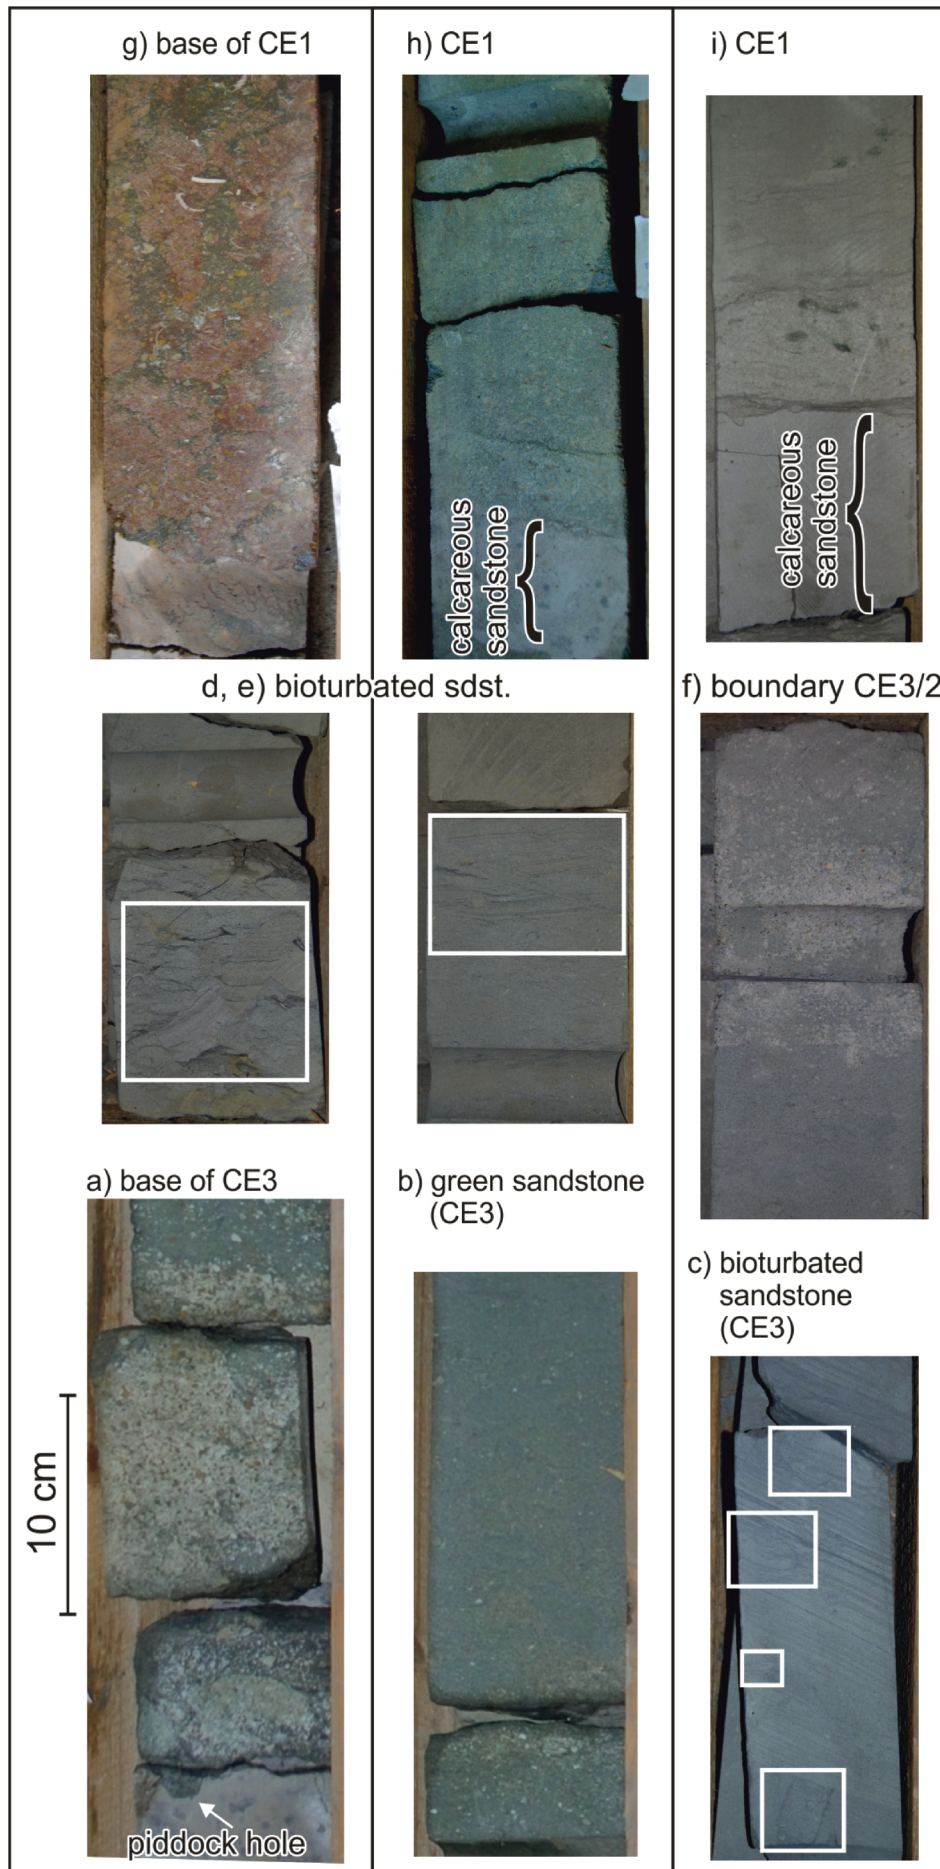 g) base of CE1
h) CE1
i) CE1
calcareous
sandstone
calcareous
sandstone
d, e) bioturbated sdst.
f) boundary CE3/2
a) base of CE3
b) green sandstone
(CE3)
c) bioturbated
sandstone
(CE3)
10 cm
piddock hole